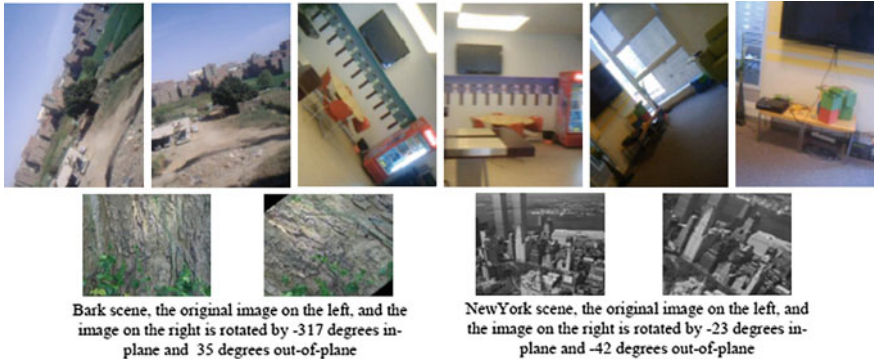 Bark scene, the original image on the left, and the
image on the right is rotated by -317 degrees in-
plane and 35 degrees out-of-plane
NewYork scene, the original image on the left, and
the image on the right is rotated by -23 degrees in-
plane and -42 degrees out-of-plane